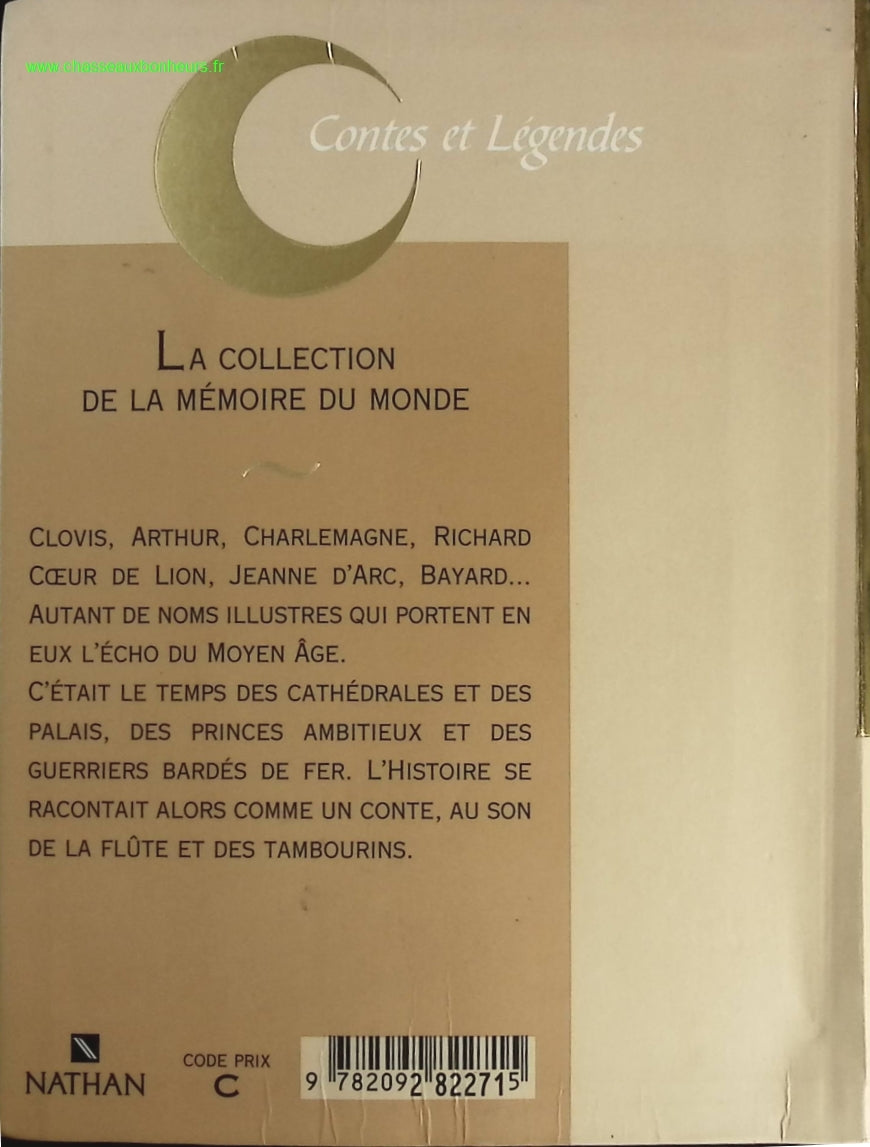 www.chasseauxbonheurs.fr
Contes et Légendes
LA COLLECTION
DE LA MÉMOIRE DU MONDE
CLOVIS, ARTHUR, CHARLEMAGNE, RICHARD
CŒUR DE LION, JEANNE D'ARC, BAYARD...
AUTANT DE NOMS ILLUSTRES QUI PORTENT EN
EUX L'ÉCHO DU MOYEN ÂGE.
C'ÉTAIT LE TEMPS DES CATHÉDRALES ET DES
PALAIS, DES PRINCES AMBITIEUX ET DES
GUERRIERS BARDÉS DE FER. L'HISTOIRE SE
RACONTAIT ALORS COMME UN CONTE, AU SON
DE LA FLÛTE ET DES TAMBOURINS.
NATHAN
CODE PRIX
C
9 782092 822715